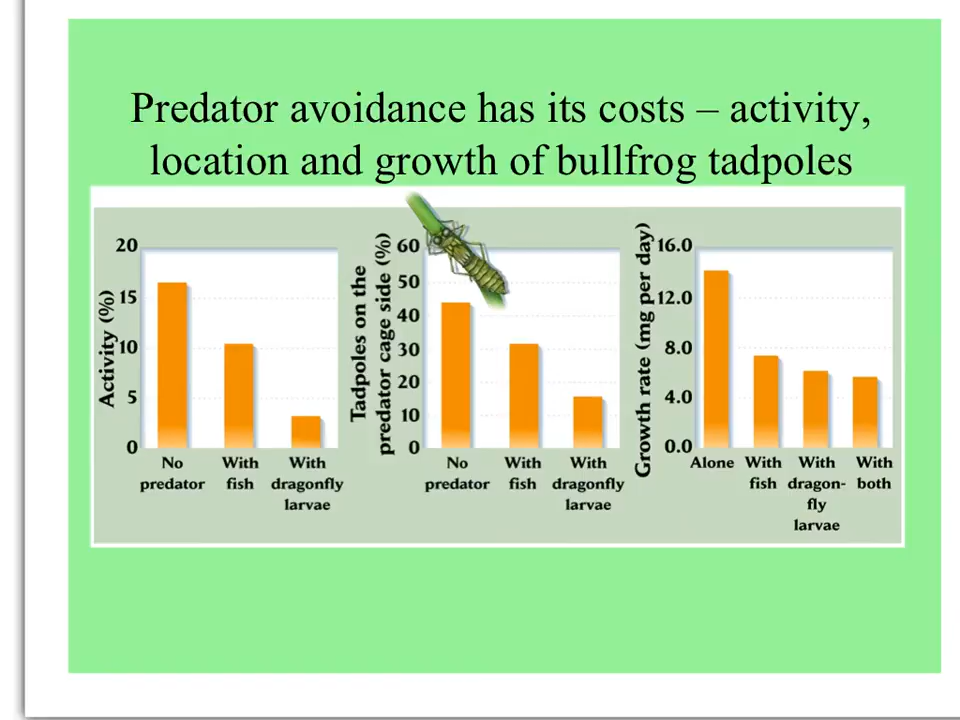 Predator avoidance has its costs – activity,
location and growth of bullfrog tadpoles
Activity (%)
20
15
10
5
0
No
predator
With
fish
With
dragonfly
larvae
Tadpoles on the
predator cage side (%)
60
50
40
30
20
10
0
No
predator
With
fish
With
dragonfly
larvae
Growth rate (mg per day)
16.0
12.0
8.0
4.0
0.0
Alone
With
fish
With
dragon-
fly
larvae
With
both